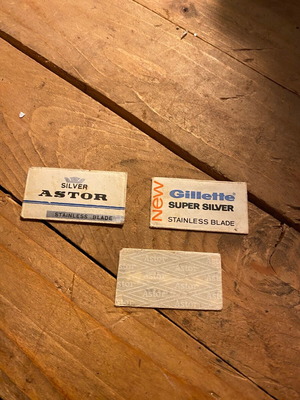 SILVER
ASTOR
STAINLESS BLADE
New
Gillette
SUPER SILVER
STAINLESS BLADE